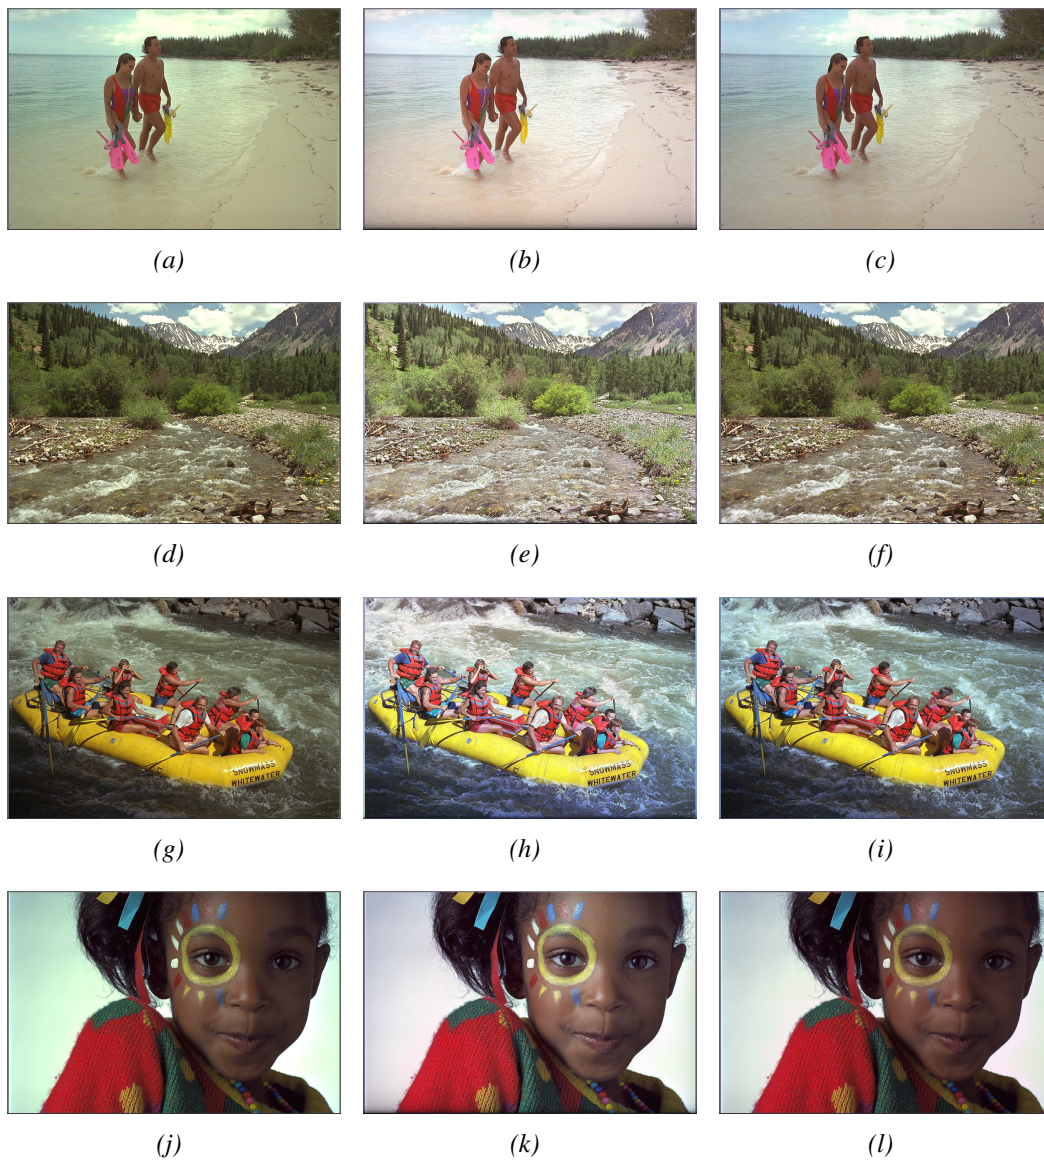 (a) (b) (c)
(d) (e) (f)
SNOWMASS
WHITEWATER
SNOWMASS
WHITEWATER
SNOWMASS
WHITEWATER
(g) (h) (i)
(j) (k) (l)